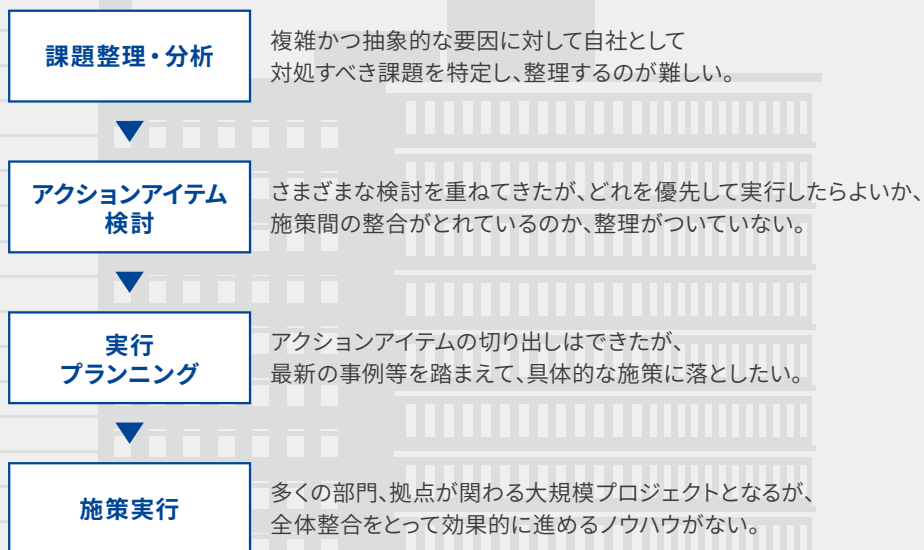 課題整理・分析
複雑かつ抽象的な要因に対して自社として
対処すべき課題を特定し、整理するのが難しい。
アクションアイテム
検討
さまざまな検討を重ねてきたが、どれを優先して実行したらよいか、
施策間の整合がとれているのか、整理がついていない。
実行
プランニング
アクションアイテムの切り出しはできたが、
最新の事例等を踏まえて、具体的な施策に落としたい。
施策実行
多くの部門、拠点が関わる大規模プロジェクトとなるが、
全体整合をとって効果的に進めるノウハウがない。